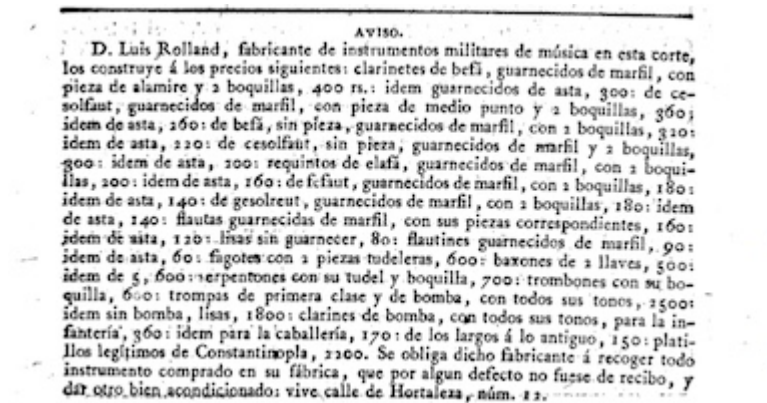 AVISO.
D. Luis Rolland, fabricante de instrumentos militares de música en esta corte,
los construye á los precios siguientes: clarinetes de befá, guarnecidos de marfil, con
pieza de alamire y 2 boquillas, 400 rs.: idem guarnecidos de asta, 300: de ce-
solfaut, guarnecidos de marfil, con pieza de medio punto y 2 boquillas, 360;
idem de asta, 260: de befá, sin pieza, guarnecidos de marfil, con 2 boquillas, 320:
idem de asta, 220: de cesolfaut, sin pieza, guarnecidos de marfil y 2 boquillas,
300: idem de asta, 200: requintos de elafá, guarnecidos de marfil, con 2 boqui-
llas, 200: idem de asta, 160: de fefaut, guarnecidos de marfil, con 2 boquillas, 180:
idem de asta, 140: de gesolreut, guarnecidos de marfil, con 2 boquillas, 180: idem
de asta, 140: flautas guarnecidas de marfil, con sus piezas correspondientes, 160:
idem de asta, 120: lisas sin guarnecer, 80: flautines guarnecidos de marfil, 90:
idem de asta, 60: fagotes con 2 piezas tudeleras, 600: baxones de 2 llaves, 500:
idem de 5, 600: serpentones con su tudel y boquilla, 700: trombones con su bo-
quilla, 600: trompas de primera clase y de bomba, con todos sus tonos, 2500:
idem sin bomba, lisas, 1800: clarines de bomba, con todos sus tonos, para la in-
fantería, 360: idem para la caballería, 170: de los largos á lo antiguo, 150: plati-
llos legítimos de Constantinopla, 2200. Se obliga dicho fabricante á recoger todo
instrumento comprado en su fábrica, que por algun defecto no fuese de recibo, y
dar otro bien acondicionado: vive calle de Hortaleza, núm. 12.